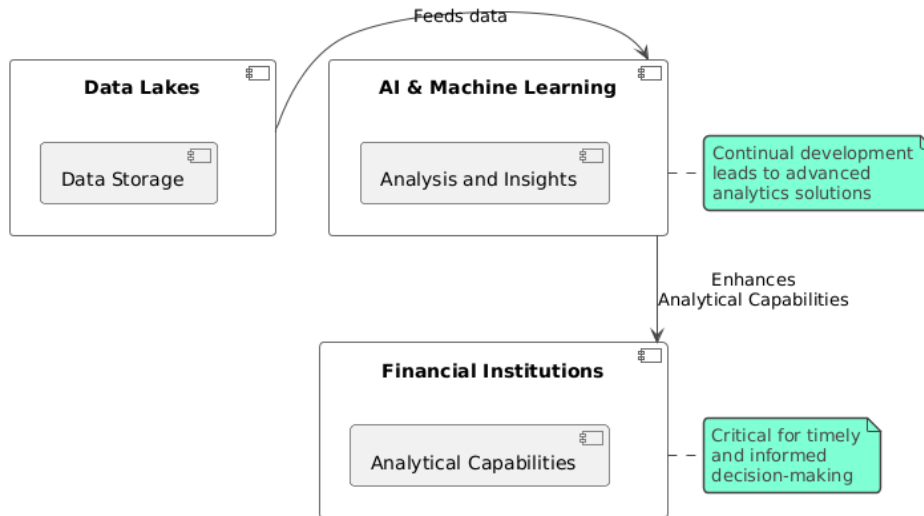 Feeds data
Data Lakes
Data Storage
AI & Machine Learning
Analysis and Insights
Continual development
leads to advanced
analytics solutions
Enhances
Analytical Capabilities
Financial Institutions
Analytical Capabilities
Critical for timely
and informed
decision-making